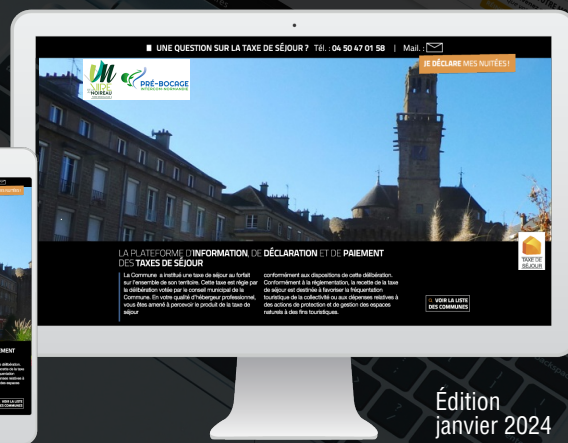 UNE QUESTION SUR LA TAXE DE SÉJOUR ? Tél. : 04 50 47 01 58 | Mail. :
JE DÉCLARE MES NUITÉES !
VIRE
NOIREAU
PRÉ-BOCAGE
INTERCOM·NORMANDIE
LA PLATEFORME D'INFORMATION, DE DÉCLARATION ET DE PAIEMENT
DES TAXES DE SÉJOUR
La Commune a institué une taxe de séjour au forfait
sur l'ensemble de son territoire. Cette taxe est régie par
la délibération votée par le conseil municipal de la
Commune. En votre qualité d'hébergeur professionnel,
vous êtes amené à percevoir le produit de la taxe de
séjour
conformément aux dispositions de cette délibération.
Conformément à la réglementation, la recette de la taxe
de séjour est destinée à favoriser la fréquentation
touristique de la collectivité ou aux dépenses relatives à
des actions de protection et de gestion des espaces
naturels à des fins touristiques.
TAXE DE
SÉJOUR
VOIR LA LISTE
DES COMMUNES
Édition
janvier 2024